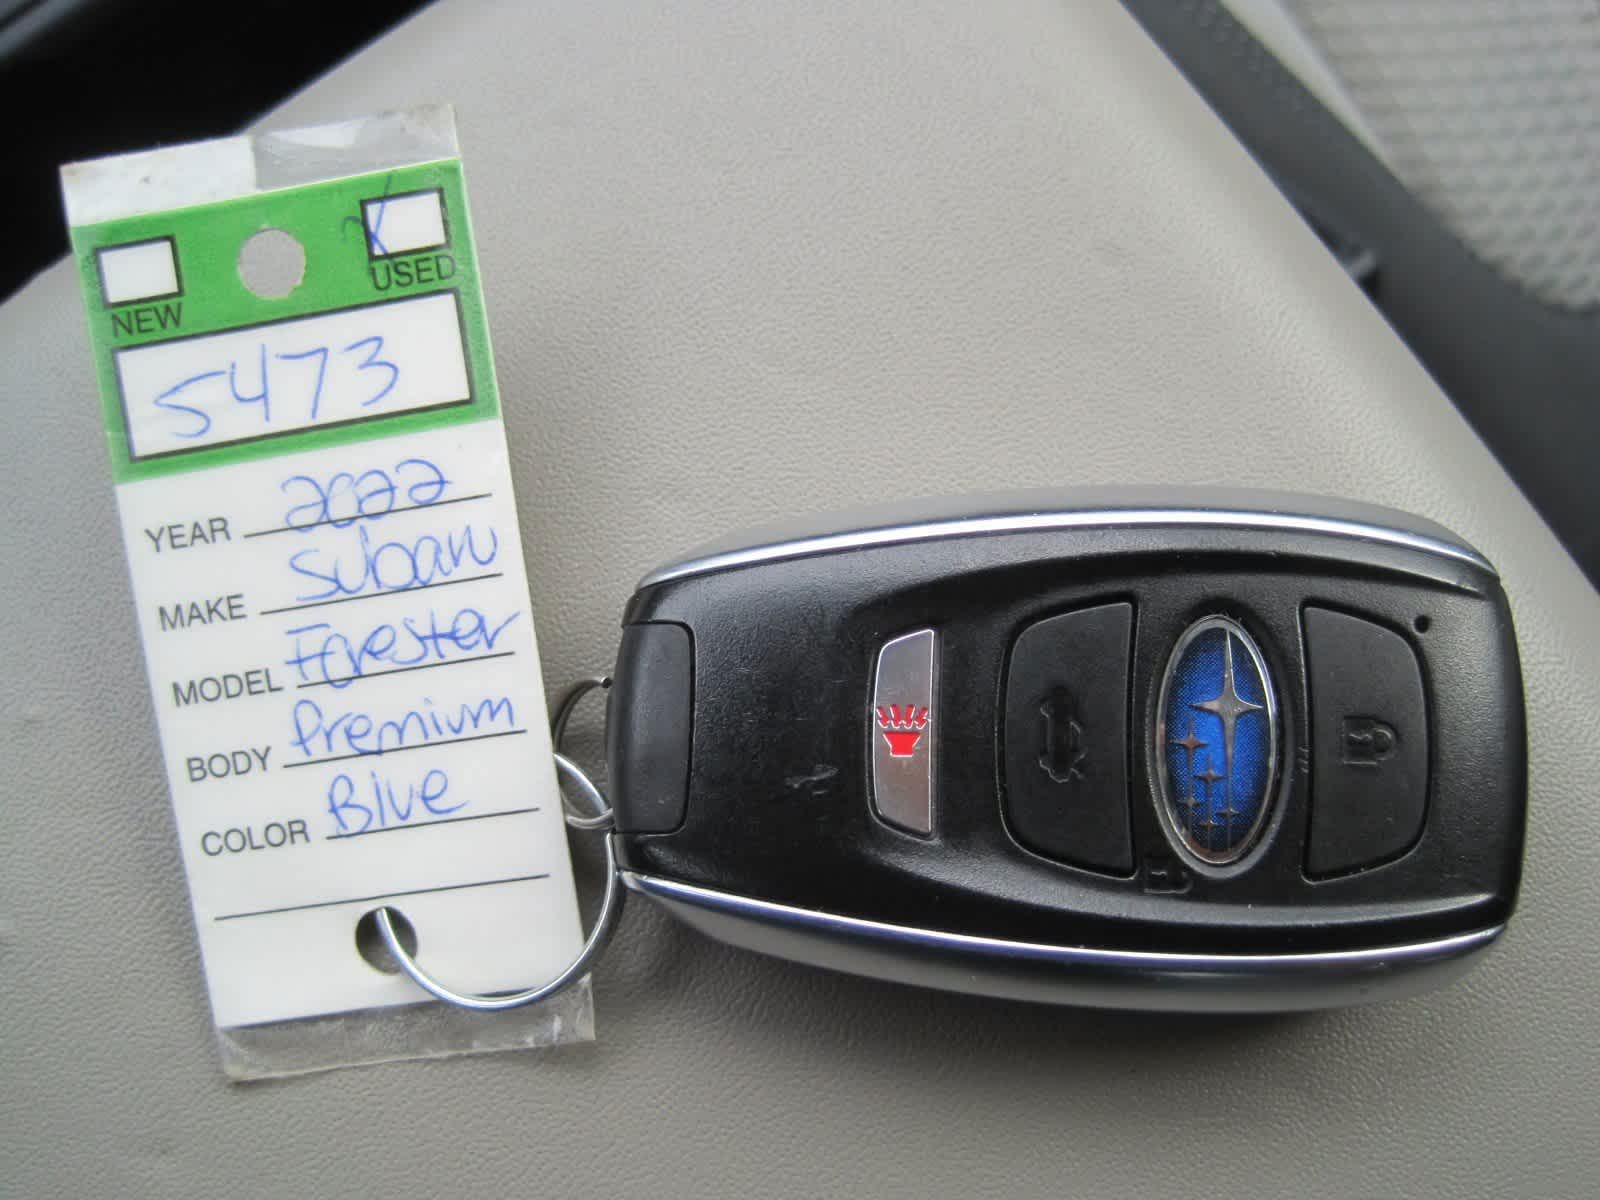 NEW USED
5473
YEAR 2022
MAKE Subaru
MODEL Forester
BODY Premium
COLOR Blue